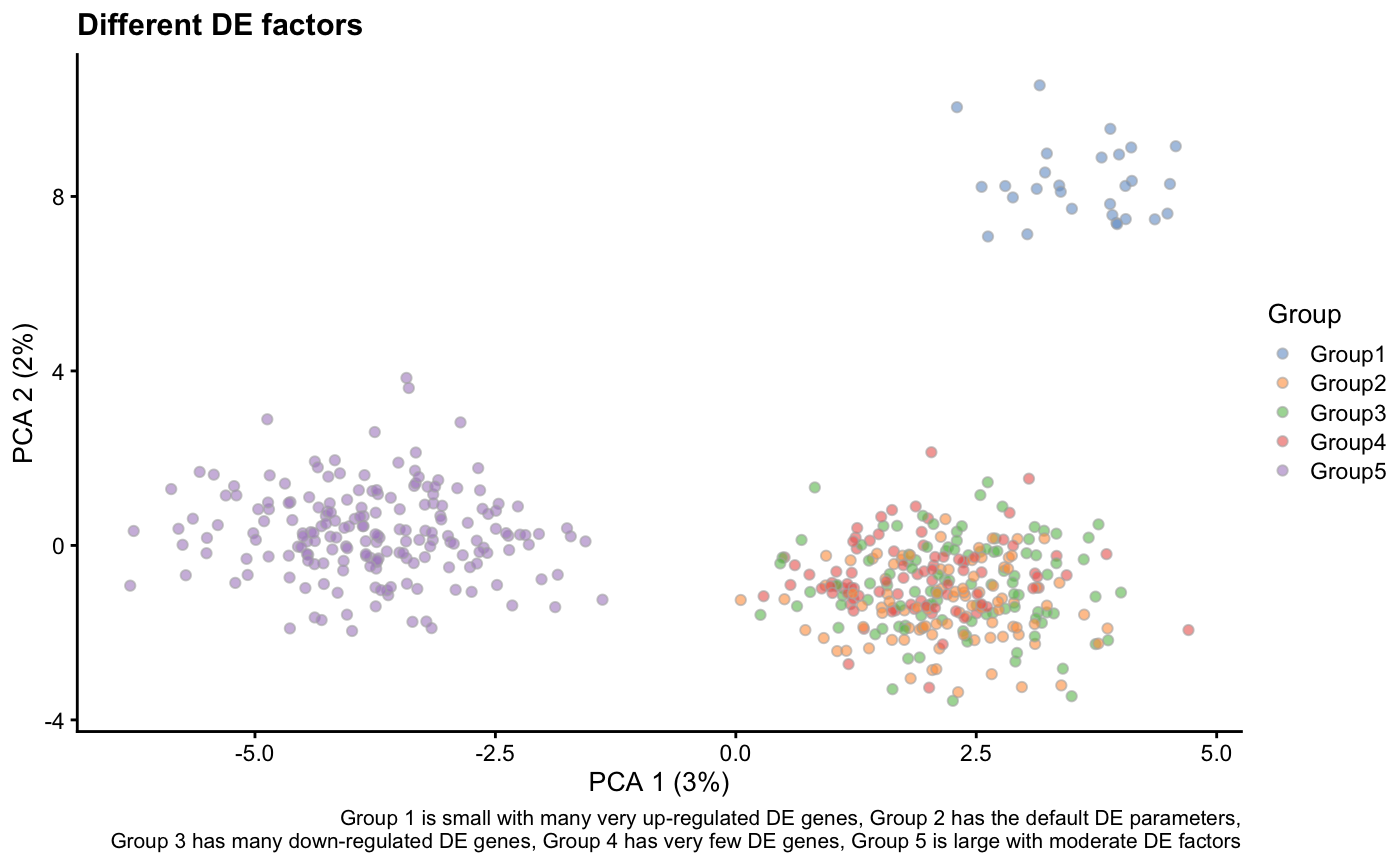 Different DE factors
8
4
0
-4
PCA 2 (2%)
-5.0
-2.5
0.0
2.5
5.0
PCA 1 (3%)
Group
Group1
Group2
Group3
Group4
Group5
Group 1 is small with many very up-regulated DE genes, Group 2 has the default DE parameters,
Group 3 has many down-regulated DE genes, Group 4 has very few DE genes, Group 5 is large with moderate DE factors